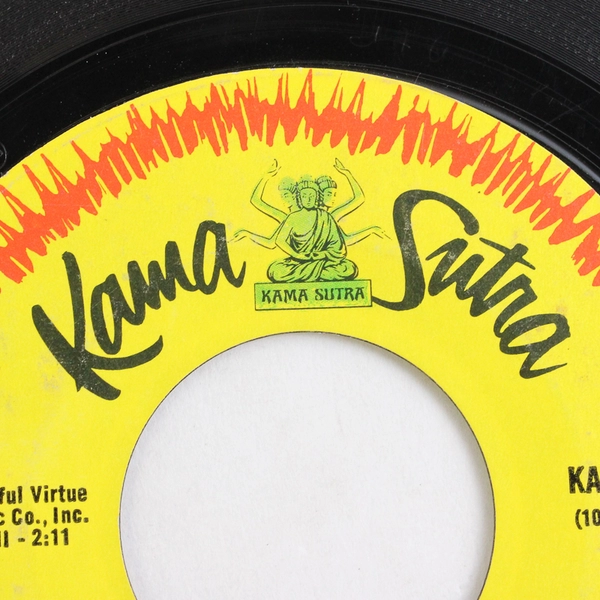 Kama Sutra
KAMA SUTRA
ful Virtue
c Co., Inc.
- 2:11
KA
(10